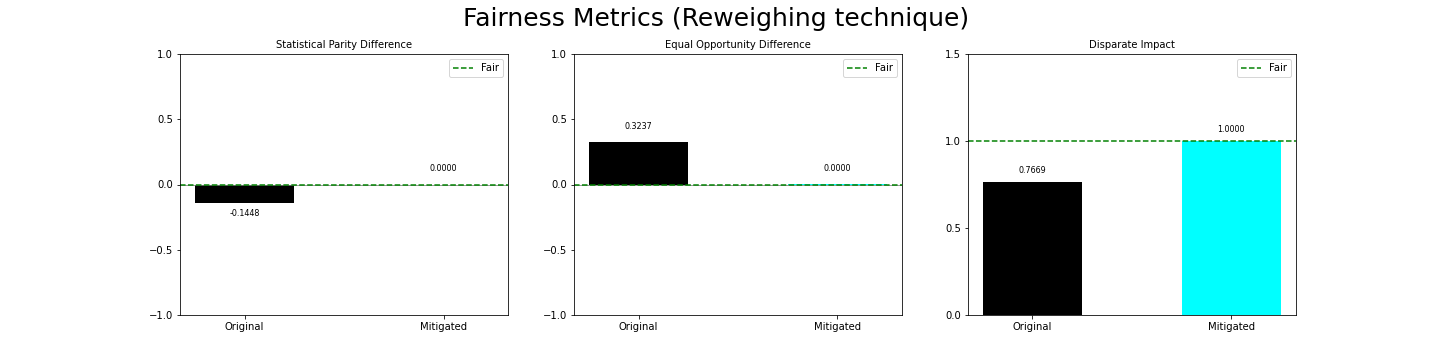 Fairness Metrics (Reweighing technique)
Statistical Parity Difference
1.0
0.5
0.0
−0.5
−1.0
Fair
-0.1448
0.0000
Original
Mitigated
Equal Opportunity Difference
1.0
0.5
0.0
−0.5
−1.0
Fair
0.3237
0.0000
Original
Mitigated
Disparate Impact
1.5
1.0
0.5
0.0
Fair
0.7669
1.0000
Original
Mitigated